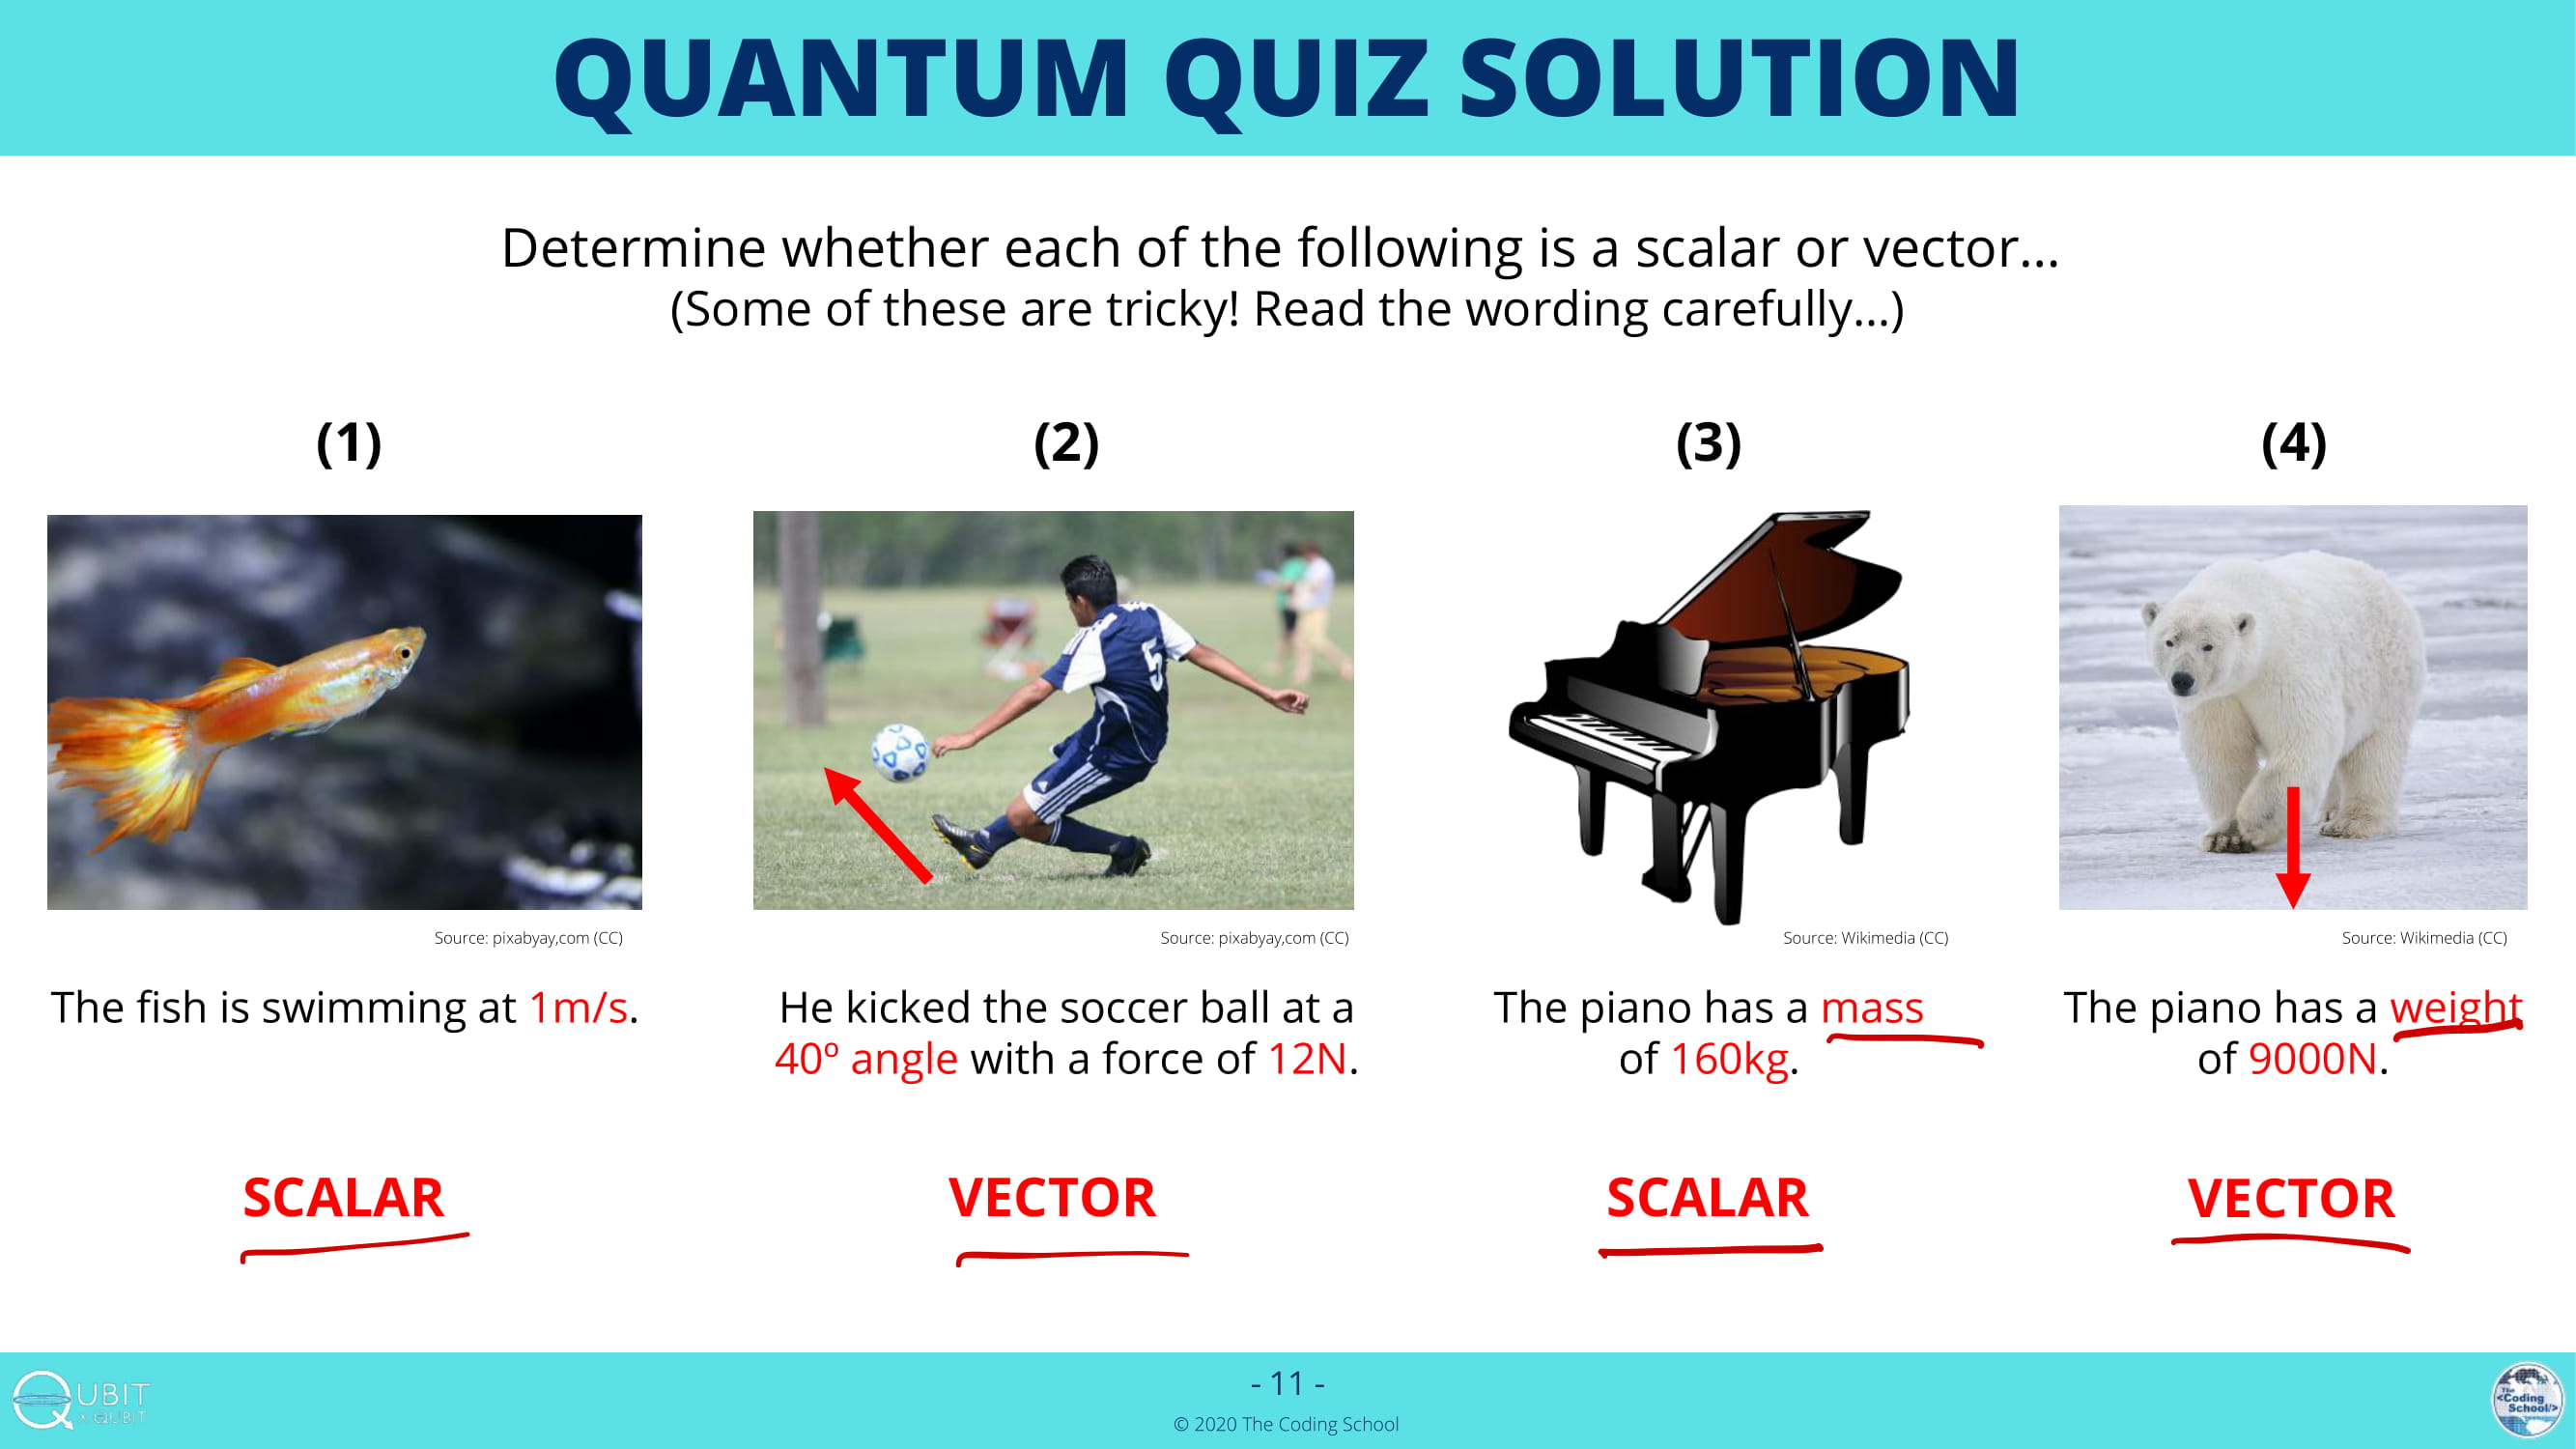 QUANTUM QUIZ SOLUTION
Determine whether each of the following is a scalar or vector...
(Some of these are tricky! Read the wording carefully...)
(1)
(2)
(3)
(4)
5
Source: pixabyay,com (CC)
Source: pixabyay,com (CC)
Source: Wikimedia (CC)
Source: Wikimedia (CC)
The fish is swimming at 1m/s.
He kicked the soccer ball at a
40º angle with a force of 12N.
The piano has a mass
of 160kg.
The piano has a weight
of 9000N.
SCALAR
VECTOR
SCALAR
VECTOR
QUBIT
X QUBIT
- 11 -
© 2020 The Coding School
The
<Coding
School/>